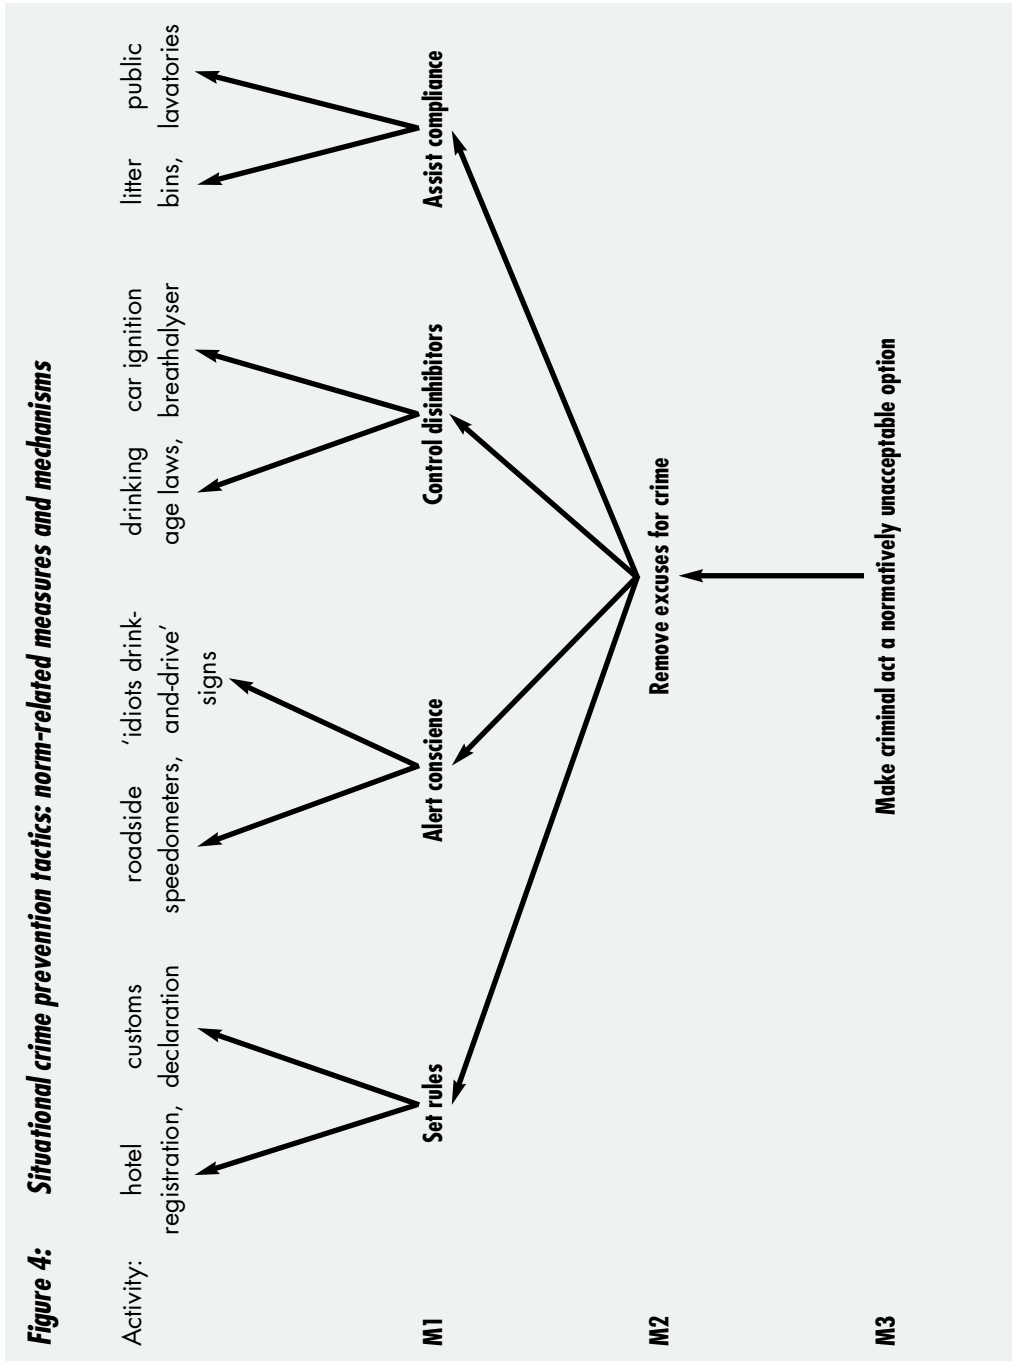 Figure 4: Situational crime prevention tactics: norm-related measures and mechanisms
Activity:
hotel
registration,
customs
declaration
roadside
speedometers,
‘idiots drink-
and-drive’
signs
drinking
age laws,
car ignition
breathalyser
litter
bins,
public
lavatories
M1
Set rules
Alert conscience
Control disinhibitors
Assist compliance
M2
Remove excuses for crime
M3
Make criminal act a normatively unacceptable option